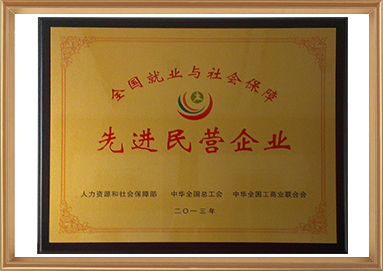 全国就业与社会保障
先进民营企业
人力资源和社会保障部 中华全国总工会 中华全国工商业联合会
二〇一三年